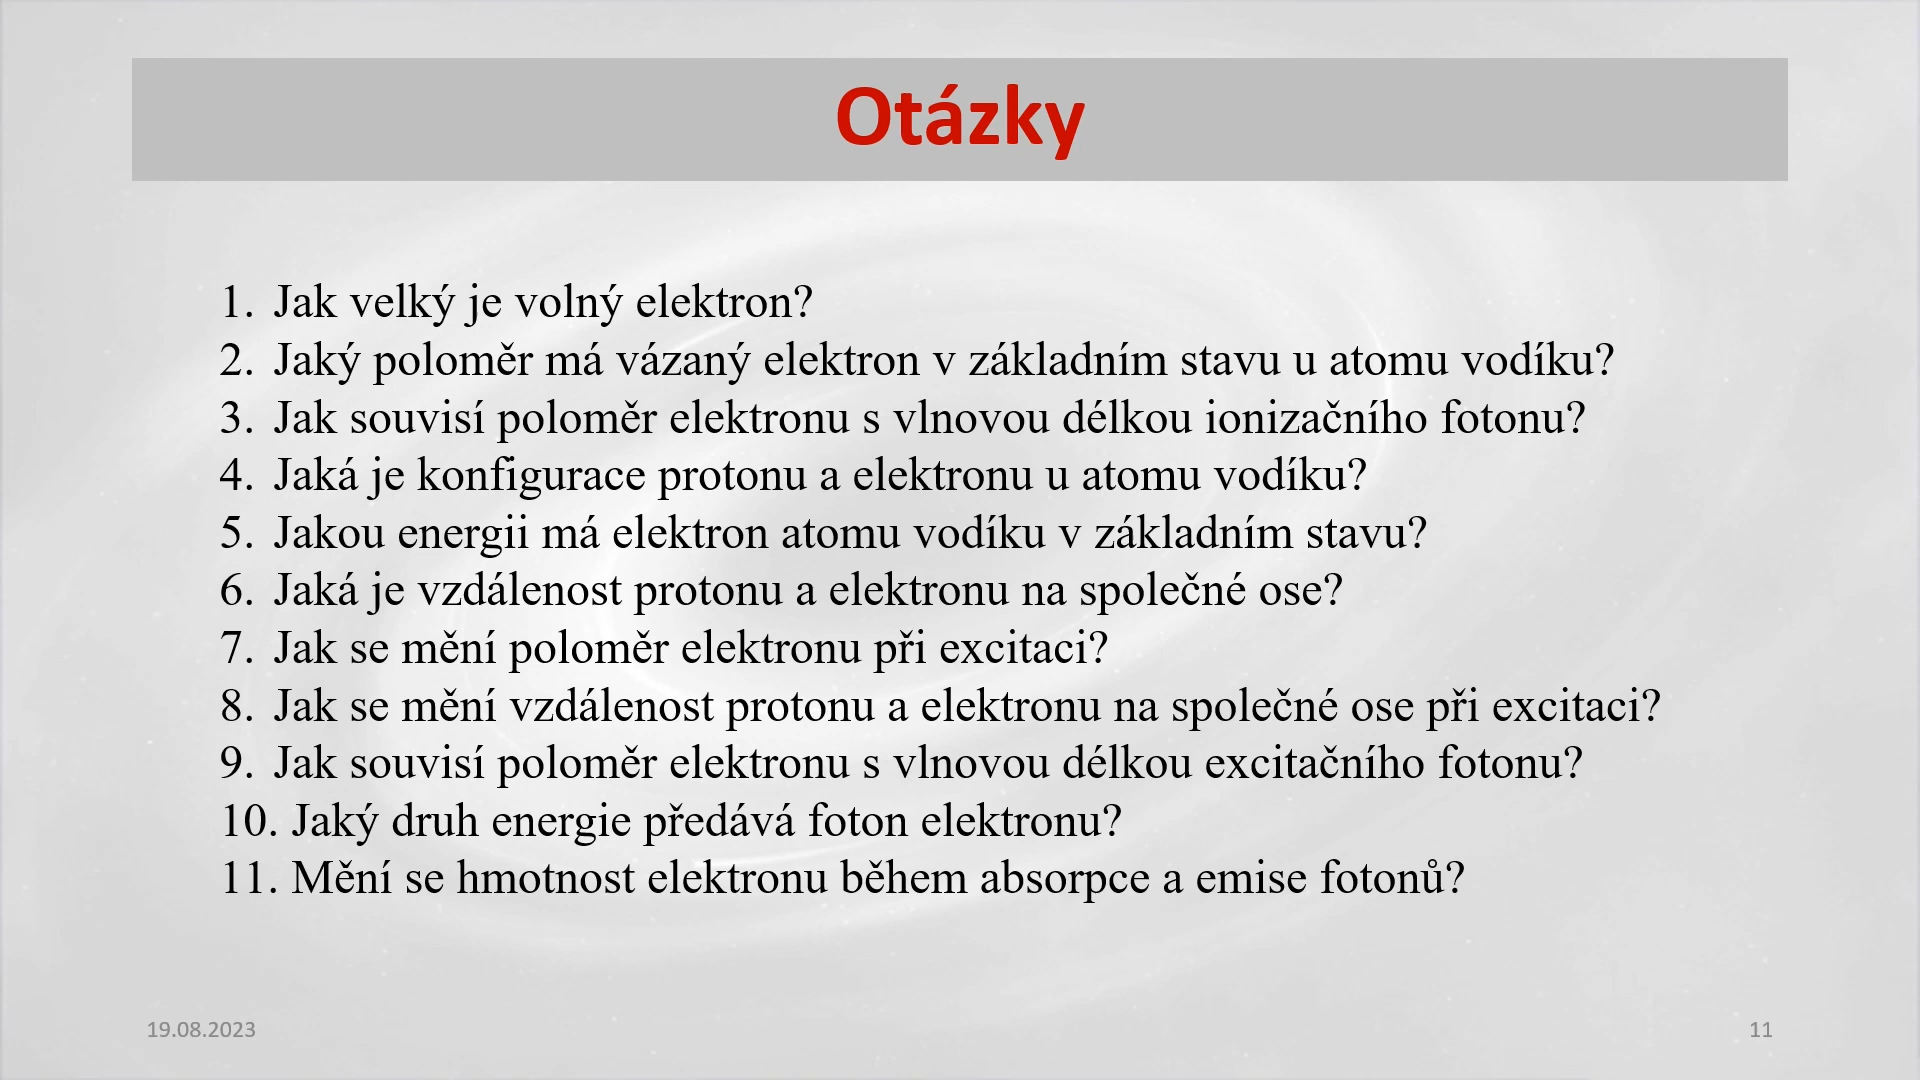 Otázky
1. Jak velký je volný elektron?
2. Jaký poloměr má vázaný elektron v základním stavu u atomu vodíku?
3. Jak souvisí poloměr elektronu s vlnovou délkou ionizačního fotonu?
4. Jaká je konfigurace protonu a elektronu u atomu vodíku?
5. Jakou energii má elektron atomu vodíku v základním stavu?
6. Jaká je vzdálenost protonu a elektronu na společné ose?
7. Jak se mění poloměr elektronu při excitaci?
8. Jak se mění vzdálenost protonu a elektronu na společné ose při excitaci?
9. Jak souvisí poloměr elektronu s vlnovou délkou excitačního fotonu?
10. Jaký druh energie předává foton elektronu?
11. Mění se hmotnost elektronu během absorpce a emise fotonů?
19.08.2023
11